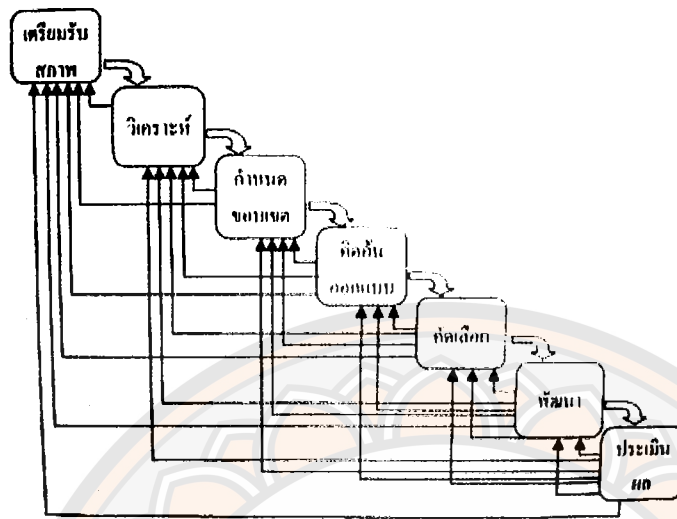 เตรียมรับ
สภาพ
วิเคราะห์
กำหนด
ขอบเขต
คิดค้น
ออกแบบ
คัดเลือก
พัฒนา
ประเมิน
ผล